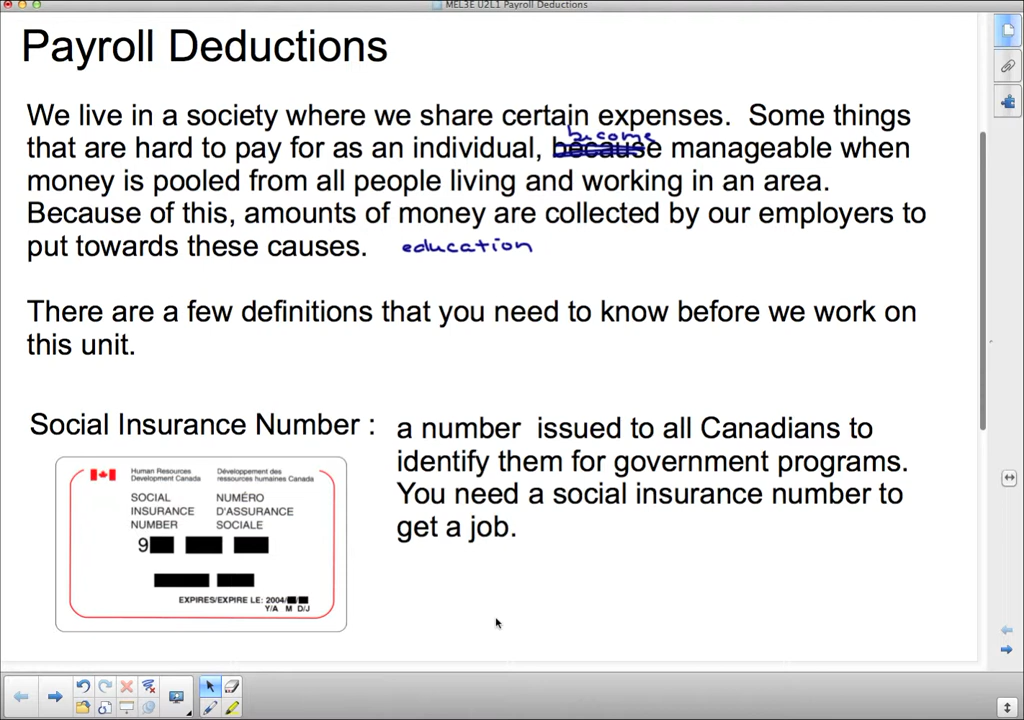 MEL3E U2L1 Payroll Deductions
Payroll Deductions
We live in a society where we share certain expenses.  Some things
become
that are hard to pay for as an individual, because manageable when
money is pooled from all people living and working in an area.
Because of this, amounts of money are collected by our employers to
put towards these causes. education
There are a few definitions that you need to know before we work on
this unit.
Social Insurance Number : a number  issued to all Canadians to
identify them for government programs.
You need a social insurance number to
get a job.
Human Resources Développement des
Development Canada ressources humaines Canada
SOCIAL NUMÉRO
INSURANCE D'ASSURANCE
NUMBER SOCIALE
9
EXPIRES/EXPIRE LE: 2004/ /
Y/A M D/J